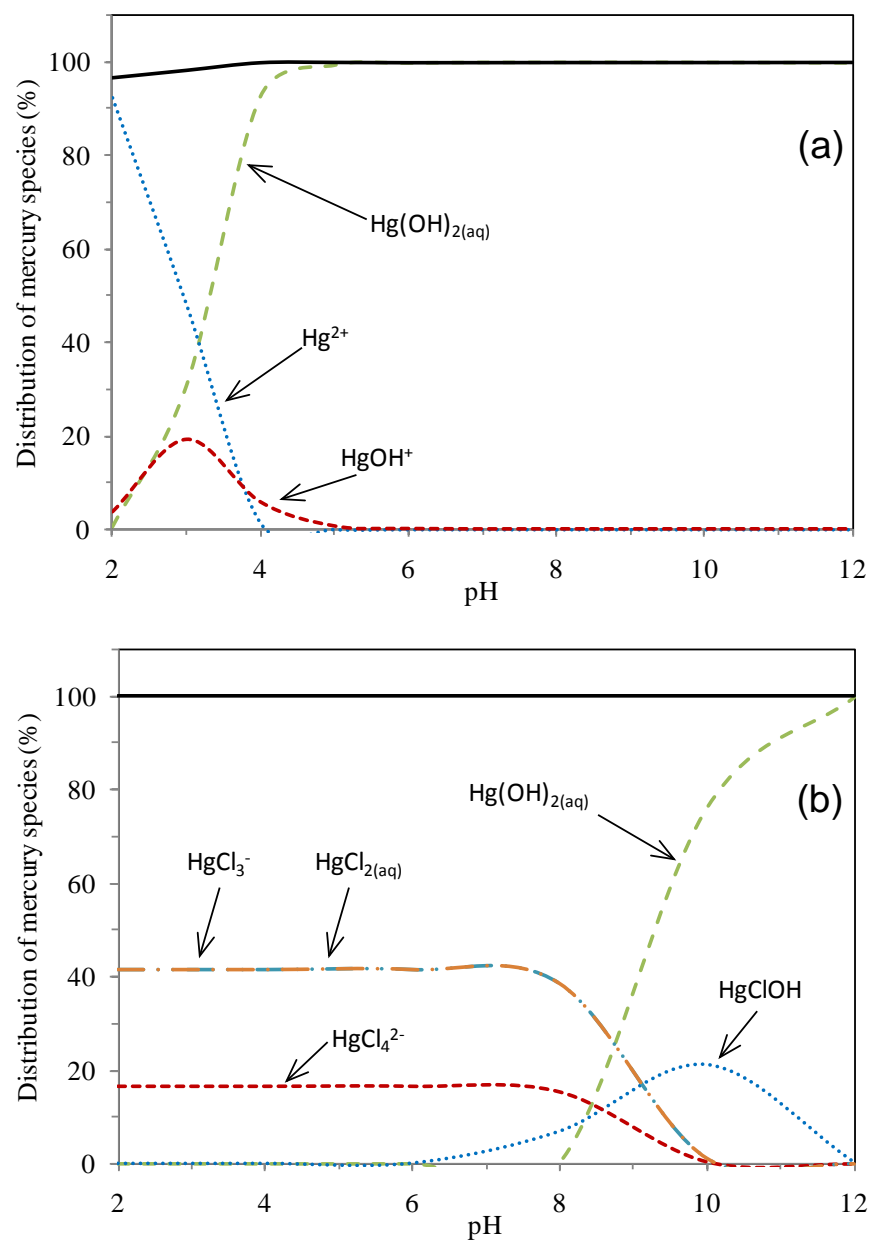 100
80
60
40
20
0
2
4
6
8
10
12
Distribution of mercury species (%)
pH
(a)
Hg(OH)2(aq)
Hg2+
HgOH+
100
80
60
40
20
0
2
4
6
8
10
12
Distribution of mercury species (%)
pH
(b)
Hg(OH)2(aq)
HgCl3-
HgCl2(aq)
HgClOH
HgCl42-